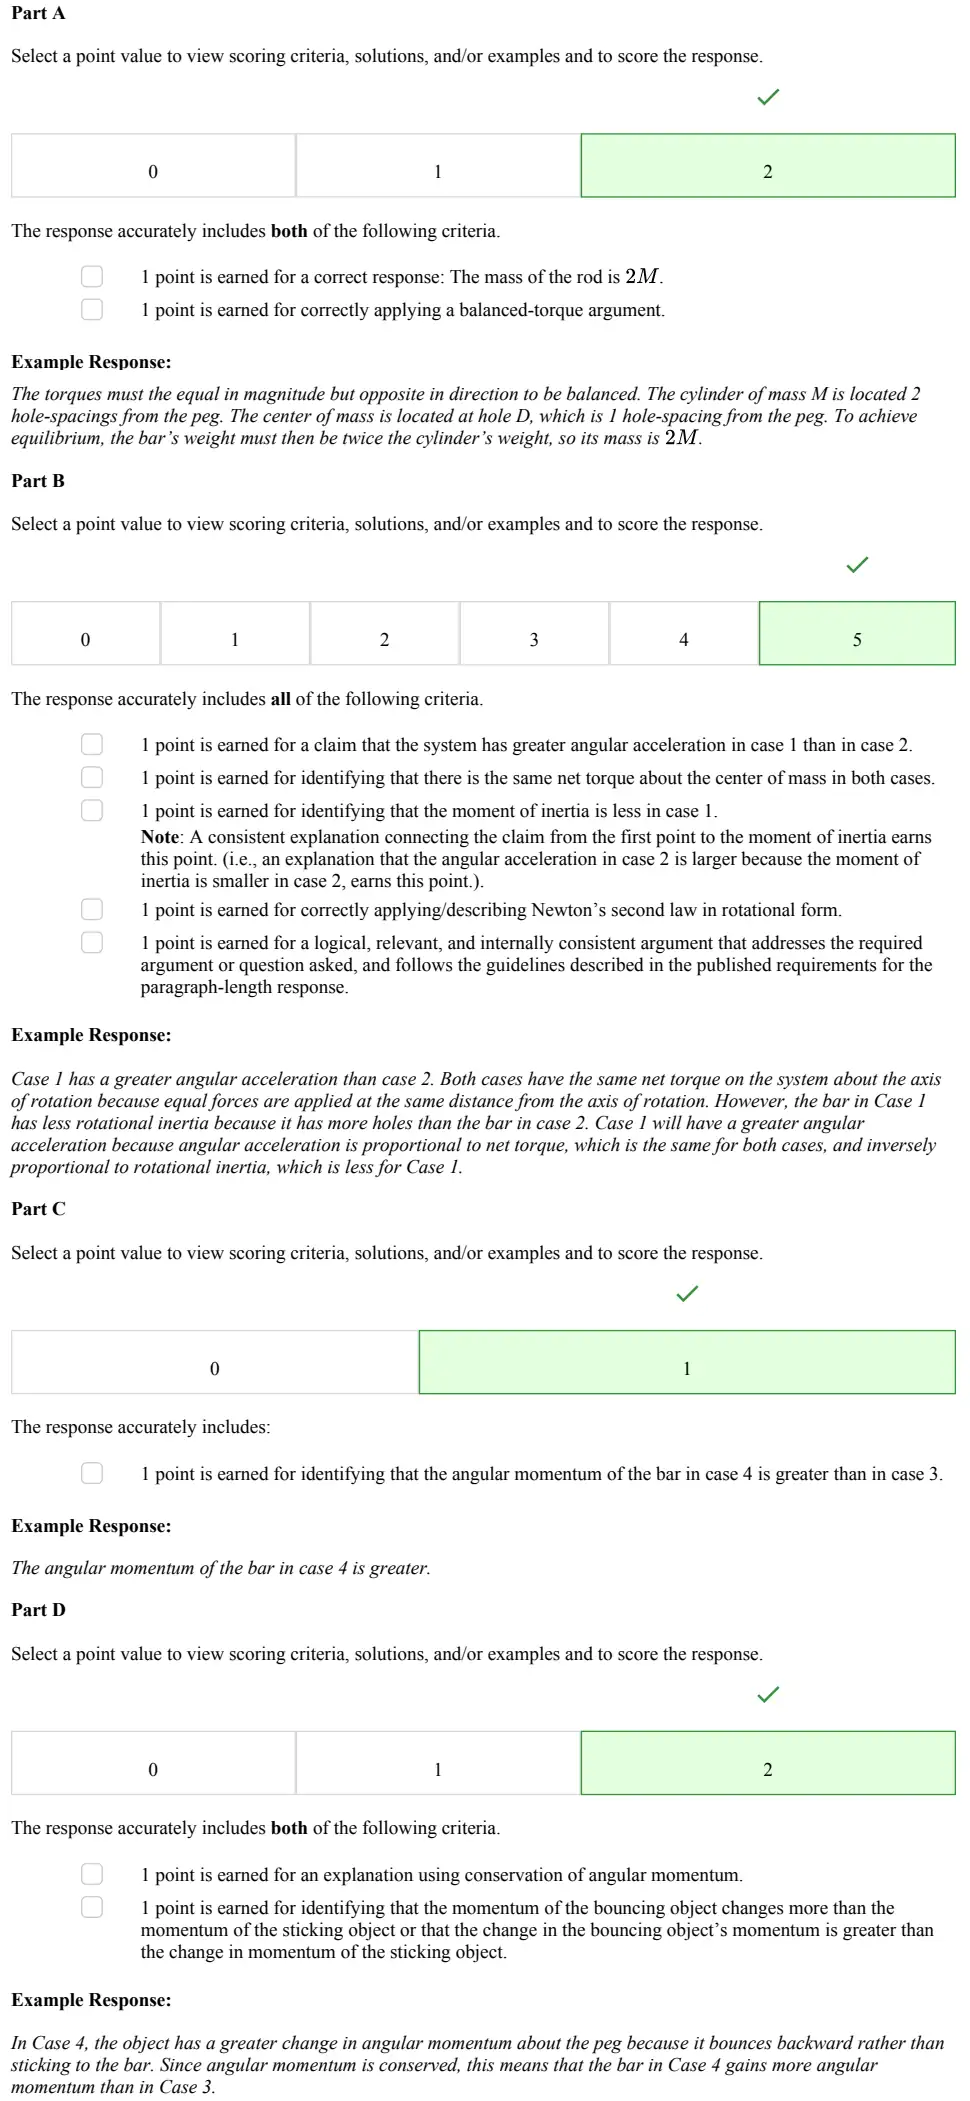 Part A
Select a point value to view scoring criteria, solutions, and/or examples and to score the response.
0 1 2
The response accurately includes both of the following criteria.
1 point is earned for a correct response: The mass of the rod is 2M.
1 point is earned for correctly applying a balanced-torque argument.
Example Response:
The torques must the equal in magnitude but opposite in direction to be balanced. The cylinder of mass M is located 2
hole-spacings from the peg. The center of mass is located at hole D, which is 1 hole-spacing from the peg. To achieve
equilibrium, the bar's weight must then be twice the cylinder's weight, so its mass is 2M.
Part B
Select a point value to view scoring criteria, solutions, and/or examples and to score the response.
0 1 2 3 4 5
The response accurately includes all of the following criteria.
1 point is earned for a claim that the system has greater angular acceleration in case 1 than in case 2.
1 point is earned for identifying that there is the same net torque about the center of mass in both cases.
1 point is earned for identifying that the moment of inertia is less in case 1.
Note: A consistent explanation connecting the claim from the first point to the moment of inertia earns
this point. (i.e., an explanation that the angular acceleration in case 2 is larger because the moment of
inertia is smaller in case 2, earns this point.).
1 point is earned for correctly applying/describing Newton's second law in rotational form.
1 point is earned for a logical, relevant, and internally consistent argument that addresses the required
argument or question asked, and follows the guidelines described in the published requirements for the
paragraph-length response.
Example Response:
Case 1 has a greater angular acceleration than case 2. Both cases have the same net torque on the system about the axis
of rotation because equal forces are applied at the same distance from the axis of rotation. However, the bar in Case 1
has less rotational inertia because it has more holes than the bar in case 2. Case 1 will have a greater angular
acceleration because angular acceleration is proportional to net torque, which is the same for both cases, and inversely
proportional to rotational inertia, which is less for Case 1.
Part C
Select a point value to view scoring criteria, solutions, and/or examples and to score the response.
0 1
The response accurately includes:
1 point is earned for identifying that the angular momentum of the bar in case 4 is greater than in case 3.
Example Response:
The angular momentum of the bar in case 4 is greater.
Part D
Select a point value to view scoring criteria, solutions, and/or examples and to score the response.
0 1 2
The response accurately includes both of the following criteria.
1 point is earned for an explanation using conservation of angular momentum.
1 point is earned for identifying that the momentum of the bouncing object changes more than the
momentum of the sticking object or that the change in the bouncing object's momentum is greater than
the change in momentum of the sticking object.
Example Response:
In Case 4, the object has a greater change in angular momentum about the peg because it bounces backward rather than
sticking to the bar. Since angular momentum is conserved, this means that the bar in Case 4 gains more angular
momentum than in Case 3.